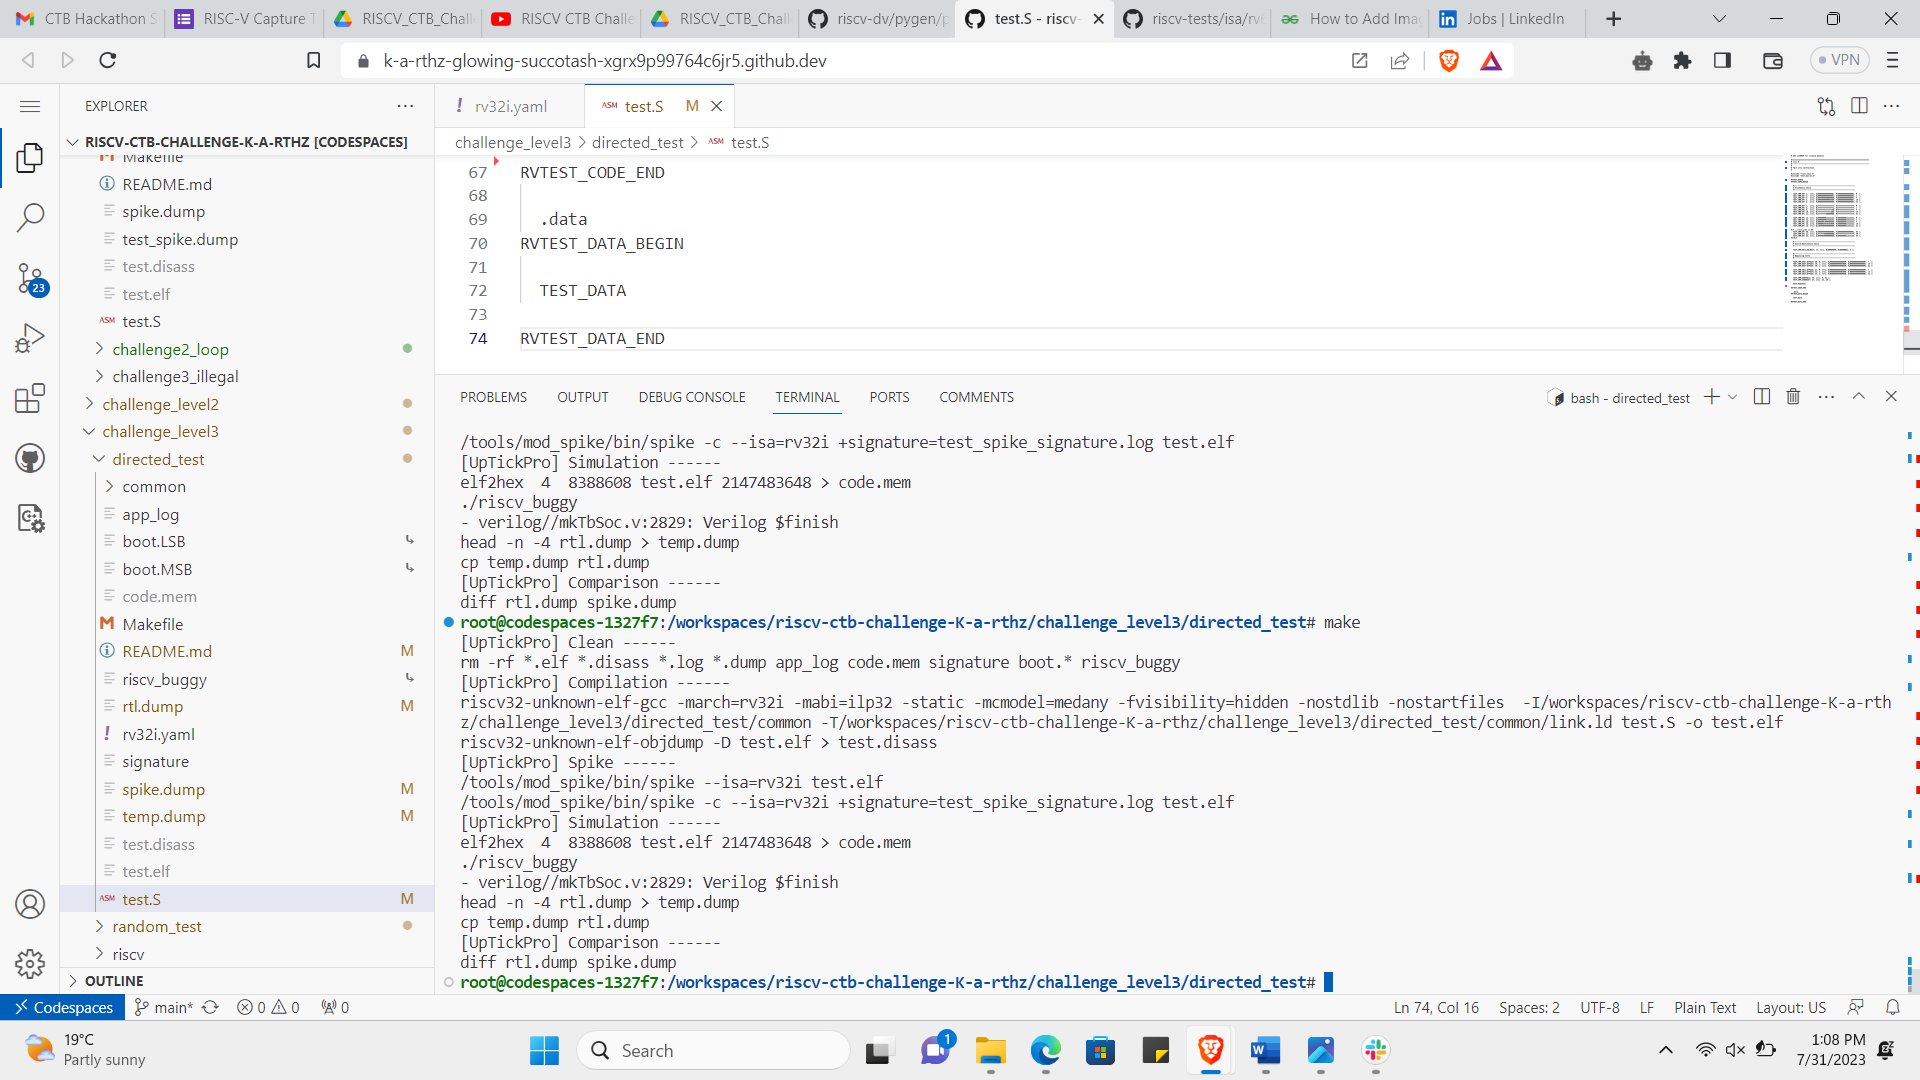 CTB Hackathon S
RISC-V Capture T
RISCV_CTB_Chall
RISCV CTB Challe
RISCV_CTB_Chall
riscv-dv/pygen/p
test.S - riscv-
riscv-tests/isa/rv6
How to Add Imag
Jobs | LinkedIn
k-a-rthz-glowing-succotash-xgrx9p99764c6jr5.github.dev
VPN
EXPLORER
RISCV-CTB-CHALLENGE-K-A-RTHZ [CODESPACES]
Makefile
README.md
spike.dump
test_spike.dump
test.disass
test.elf
test.S
challenge2_loop
challenge3_illegal
challenge_level2
challenge_level3
directed_test
common
app_log
boot.LSB
boot.MSB
code.mem
Makefile
README.md M
riscv_buggy
rtl.dump M
rv32i.yaml
signature
spike.dump M
temp.dump M
test.disass
test.elf
test.S M
random_test
riscv
OUTLINE
23
rv32i.yaml
ASM test.S M
challenge_level3 > directed_test > ASM test.S
67 RVTEST_CODE_END
68
69 .data
70 RVTEST_DATA_BEGIN
71
72 TEST_DATA
73
74 RVTEST_DATA_END
PROBLEMS OUTPUT DEBUG CONSOLE TERMINAL PORTS COMMENTS
bash - directed_test
/tools/mod_spike/bin/spike -c --isa=rv32i +signature=test_spike_signature.log test.elf
[UpTickPro] Simulation ------
elf2hex  4  8388608 test.elf 2147483648 > code.mem
./riscv_buggy
- verilog//mkTbSoc.v:2829: Verilog $finish
head -n -4 rtl.dump > temp.dump
cp temp.dump rtl.dump
[UpTickPro] Comparison ------
diff rtl.dump spike.dump
root@codespaces-1327f7:/workspaces/riscv-ctb-challenge-K-a-rthz/challenge_level3/directed_test# make
[UpTickPro] Clean ------
rm -rf *.elf *.disass *.log *.dump app_log code.mem signature boot.* riscv_buggy
[UpTickPro] Compilation ------
riscv32-unknown-elf-gcc -march=rv32i -mabi=ilp32 -static -mcmodel=medany -fvisibility=hidden -nostdlib -nostartfiles  -I/workspaces/riscv-ctb-challenge-K-a-rth
z/challenge_level3/directed_test/common -T/workspaces/riscv-ctb-challenge-K-a-rthz/challenge_level3/directed_test/common/link.ld test.S -o test.elf
riscv32-unknown-elf-objdump -D test.elf > test.disass
[UpTickPro] Spike ------
/tools/mod_spike/bin/spike --isa=rv32i test.elf
/tools/mod_spike/bin/spike -c --isa=rv32i +signature=test_spike_signature.log test.elf
[UpTickPro] Simulation ------
elf2hex  4  8388608 test.elf 2147483648 > code.mem
./riscv_buggy
- verilog//mkTbSoc.v:2829: Verilog $finish
head -n -4 rtl.dump > temp.dump
cp temp.dump rtl.dump
[UpTickPro] Comparison ------
diff rtl.dump spike.dump
root@codespaces-1327f7:/workspaces/riscv-ctb-challenge-K-a-rthz/challenge_level3/directed_test#
Codespaces main* 0 0 0
Ln 74, Col 16 Spaces: 2 UTF-8 LF Plain Text Layout: US
19°C
Partly sunny
Search
1
1:08 PM
7/31/2023